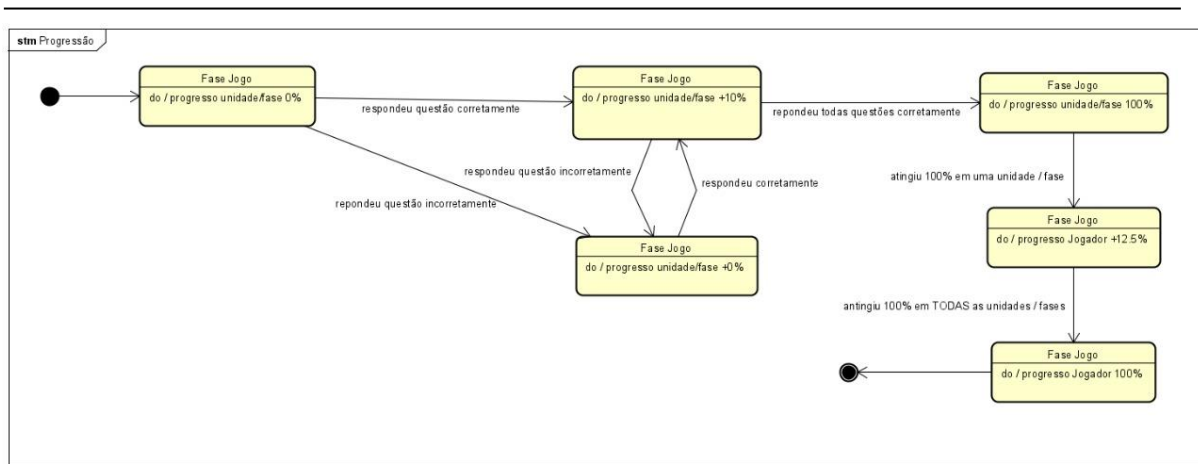 stm Progressão
Fase Jogo
do / progresso unidade/fase 0%
respondeu questão corretamente
Fase Jogo
do / progresso unidade/fase +10%
repondeu todas questões corretamente
Fase Jogo
do / progresso unidade/fase 100%
respondeu questão incorretamente
respondeu corretamente
repondeu questão incorretamente
Fase Jogo
do / progresso unidade/fase +0%
atingiu 100% em uma unidade / fase
Fase Jogo
do / progresso Jogador +12.5%
antingiu 100% em TODAS as unidades / fases
Fase Jogo
do / progresso Jogador 100%